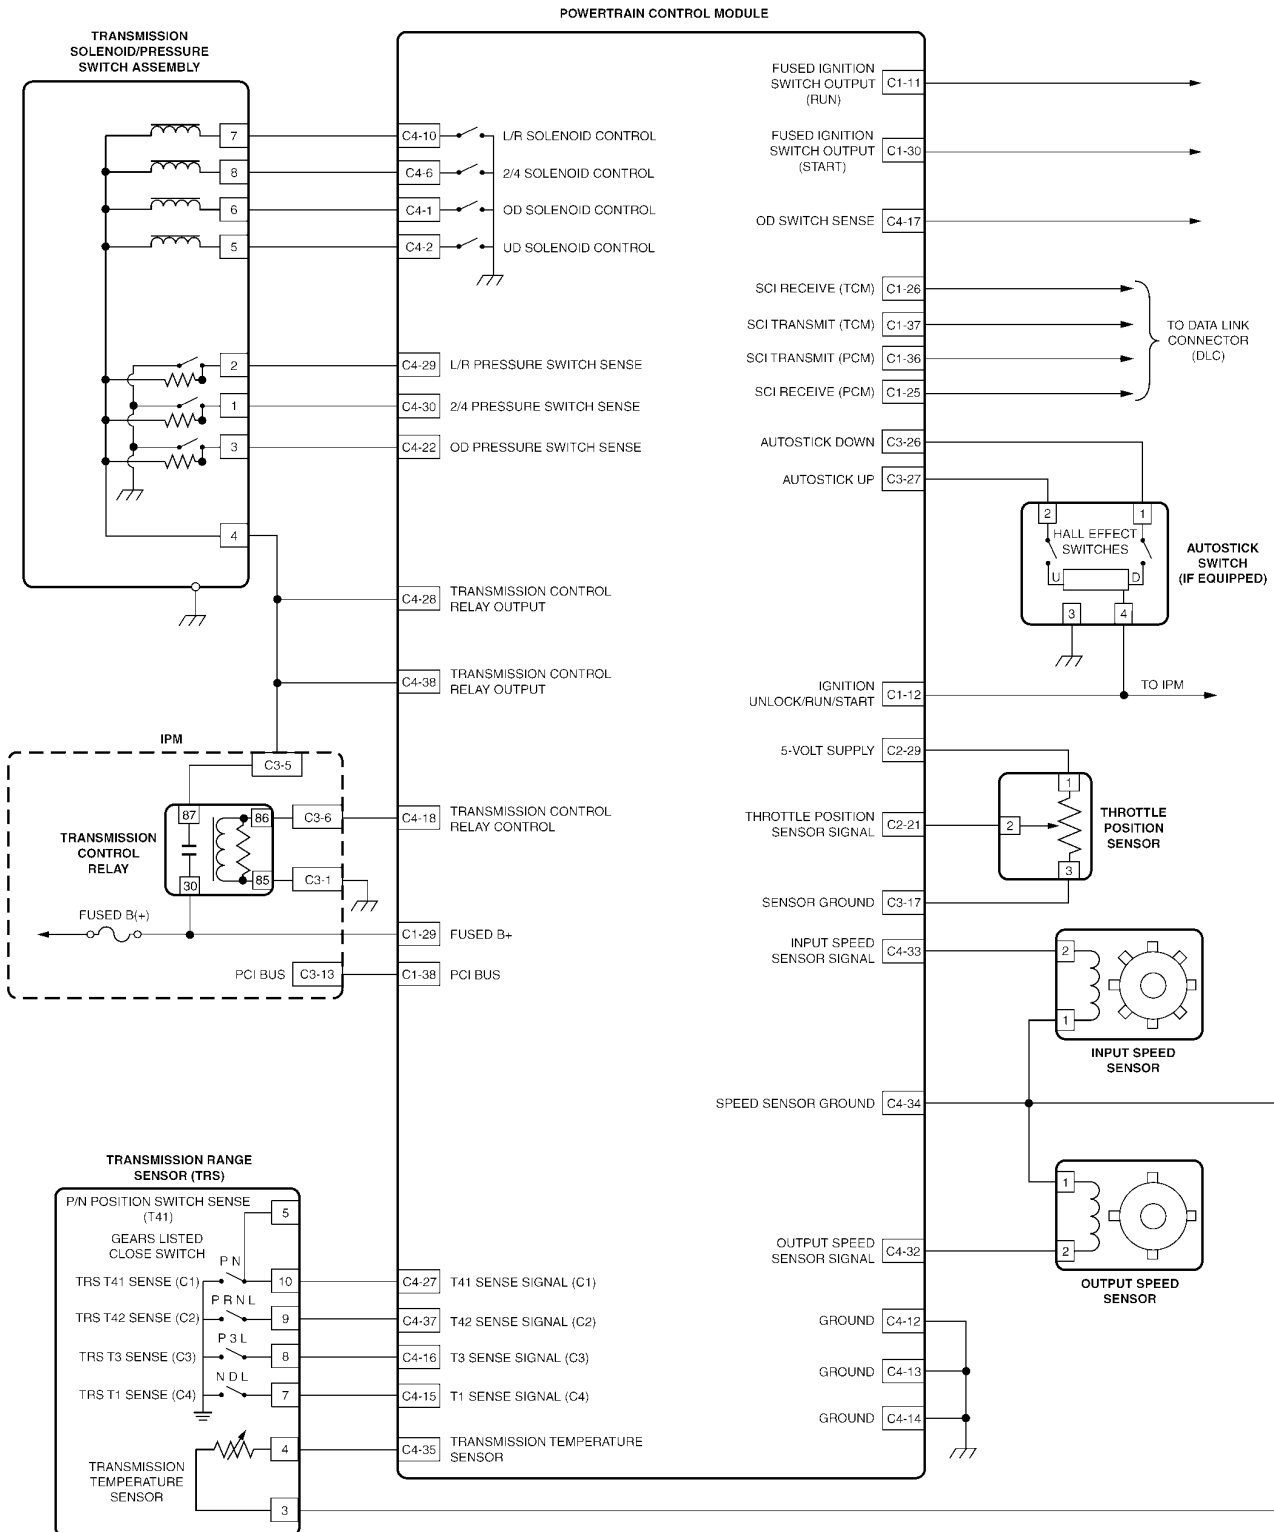 POWERTRAIN CONTROL MODULE
TRANSMISSION
SOLENOID/PRESSURE
SWITCH ASSEMBLY
7
8
6
5
2
1
3
4
C4-10
L/R SOLENOID CONTROL
C4-6
2/4 SOLENOID CONTROL
C4-1
OD SOLENOID CONTROL
C4-2
UD SOLENOID CONTROL
C4-29
L/R PRESSURE SWITCH SENSE
C4-30
2/4 PRESSURE SWITCH SENSE
C4-22
OD PRESSURE SWITCH SENSE
C4-28
TRANSMISSION CONTROL
RELAY OUTPUT
C4-38
TRANSMISSION CONTROL
RELAY OUTPUT
IPM
C3-5
87
86
C3-6
C4-18
TRANSMISSION CONTROL
RELAY CONTROL
TRANSMISSION
CONTROL
RELAY
30
85
C3-1
FUSED B(+)
C1-29
FUSED B+
PCI BUS
C3-13
C1-38
PCI BUS
TRANSMISSION RANGE
SENSOR (TRS)
P/N POSITION SWITCH SENSE
(T41)
5
GEARS LISTED
CLOSE SWITCH
P N
TRS T41 SENSE (C1)
10
C4-27
T41 SENSE SIGNAL (C1)
P R N L
TRS T42 SENSE (C2)
9
C4-37
T42 SENSE SIGNAL (C2)
P 3 L
TRS T3 SENSE (C3)
8
C4-16
T3 SENSE SIGNAL (C3)
N D L
TRS T1 SENSE (C4)
7
C4-15
T1 SENSE SIGNAL (C4)
4
C4-35
TRANSMISSION TEMPERATURE
SENSOR
TRANSMISSION
TEMPERATURE
SENSOR
3
FUSED IGNITION
SWITCH OUTPUT
(RUN)
C1-11
FUSED IGNITION
SWITCH OUTPUT
(START)
C1-30
OD SWITCH SENSE
C4-17
SCI RECEIVE (TCM)
C1-26
SCI TRANSMIT (TCM)
C1-37
SCI TRANSMIT (PCM)
C1-36
SCI RECEIVE (PCM)
C1-25
TO DATA LINK
CONNECTOR
(DLC)
AUTOSTICK DOWN
C3-26
AUTOSTICK UP
C3-27
2
1
HALL EFFECT
SWITCHES
U
D
3
4
AUTOSTICK
SWITCH
(IF EQUIPPED)
IGNITION
UNLOCK/RUN/START
C1-12
TO IPM
5-VOLT SUPPLY
C2-29
1
THROTTLE POSITION
SENSOR SIGNAL
C2-21
2
THROTTLE
POSITION
SENSOR
3
SENSOR GROUND
C3-17
INPUT SPEED
SENSOR SIGNAL
C4-33
2
1
INPUT SPEED
SENSOR
SPEED SENSOR GROUND
C4-34
1
OUTPUT SPEED
SENSOR SIGNAL
C4-32
2
OUTPUT SPEED
SENSOR
GROUND
C4-12
GROUND
C4-13
GROUND
C4-14